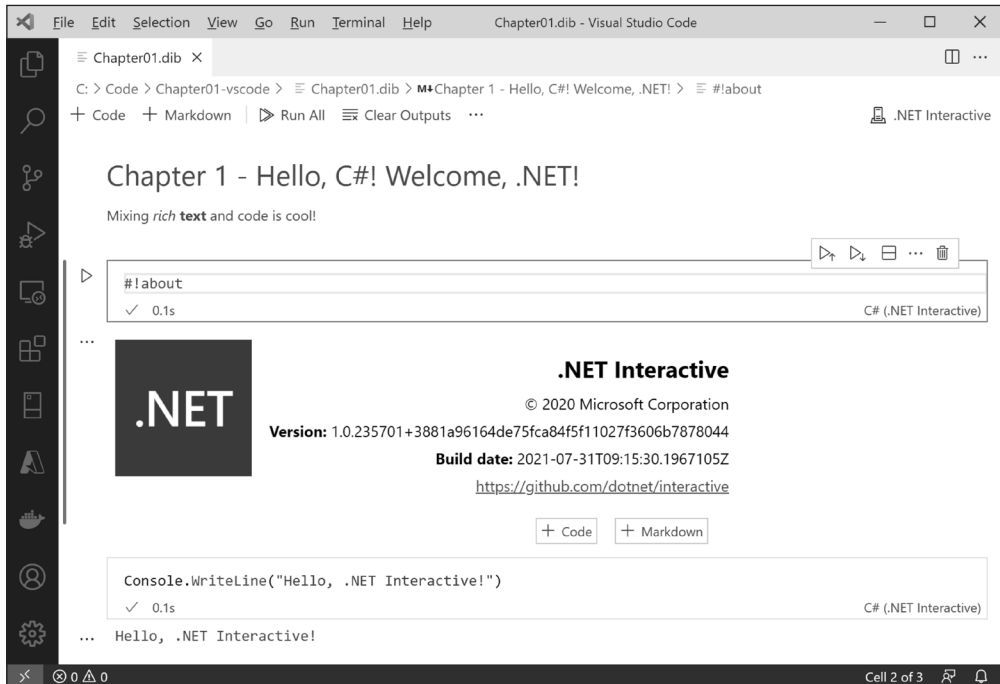 File Edit Selection View Go Run Terminal Help Chapter01.dib - Visual Studio Code
Chapter01.dib
C: > Code > Chapter01-vscode > Chapter01.dib > M↓Chapter 1 - Hello, C#! Welcome, .NET! > #!about
+ Code + Markdown Run All Clear Outputs ... .NET Interactive
Chapter 1 - Hello, C#! Welcome, .NET!
Mixing rich text and code is cool!
#!about
0.1s C# (.NET Interactive)
.NET
.NET Interactive
© 2020 Microsoft Corporation
Version: 1.0.235701+3881a96164de75fca84f5f11027f3606b7878044
Build date: 2021-07-31T09:15:30.1967105Z
https://github.com/dotnet/interactive
+ Code + Markdown
Console.WriteLine("Hello, .NET Interactive!")
0.1s C# (.NET Interactive)
... Hello, .NET Interactive!
0 0 Cell 2 of 3